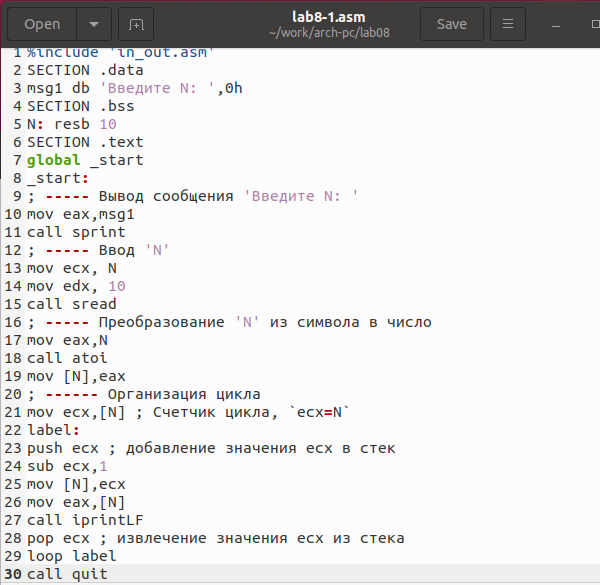 Open
lab8-1.asm
~/work/arch-pc/lab08
Save
1 %include 'in_out.asm'
2 SECTION .data
3 msg1 db 'Введите N: ',0h
4 SECTION .bss
5 N: resb 10
6 SECTION .text
7 global _start
8 _start:
9 ; ----- Вывод сообщения 'Введите N: '
10 mov eax,msg1
11 call sprint
12 ; ----- Ввод 'N'
13 mov ecx, N
14 mov edx, 10
15 call sread
16 ; ----- Преобразование 'N' из символа в число
17 mov eax,N
18 call atoi
19 mov [N],eax
20 ; ------ Организация цикла
21 mov ecx,[N] ; Счетчик цикла, `ecx=N`
22 label:
23 push ecx ; добавление значения ecx в стек
24 sub ecx,1
25 mov [N],ecx
26 mov eax,[N]
27 call iprintLF
28 pop ecx ; извлечение значения ecx из стека
29 loop label
30 call quit